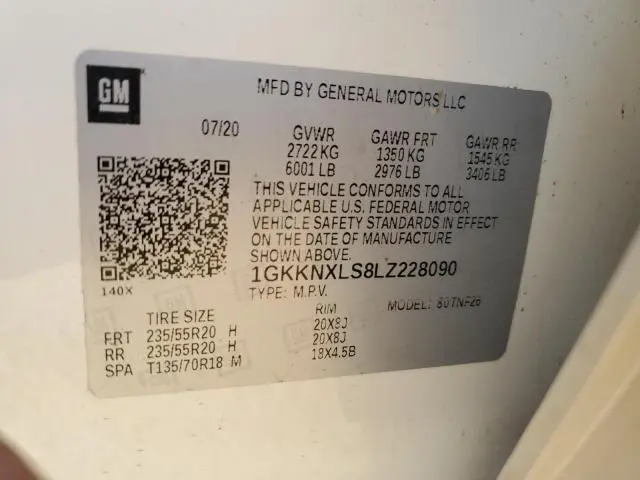 GM
MFD BY GENERAL MOTORS LLC
07/20 GVWR GAWR FRT GAWR RR
2722 KG 1350 KG 1545 KG
6001 LB 2976 LB 3406 LB
THIS VEHICLE CONFORMS TO ALL
APPLICABLE U.S. FEDERAL MOTOR
VEHICLE SAFETY STANDARDS IN EFFECT
ON THE DATE OF MANUFACTURE
SHOWN ABOVE.
1GKKNXLS8LZ228090
140X
TYPE: M.P.V. MODEL:
TIRE SIZE RIM
FRT 235/55R20 H 20X8J
RR 235/55R20 H 20X8J
SPA T135/70R18 M 18X4.5B